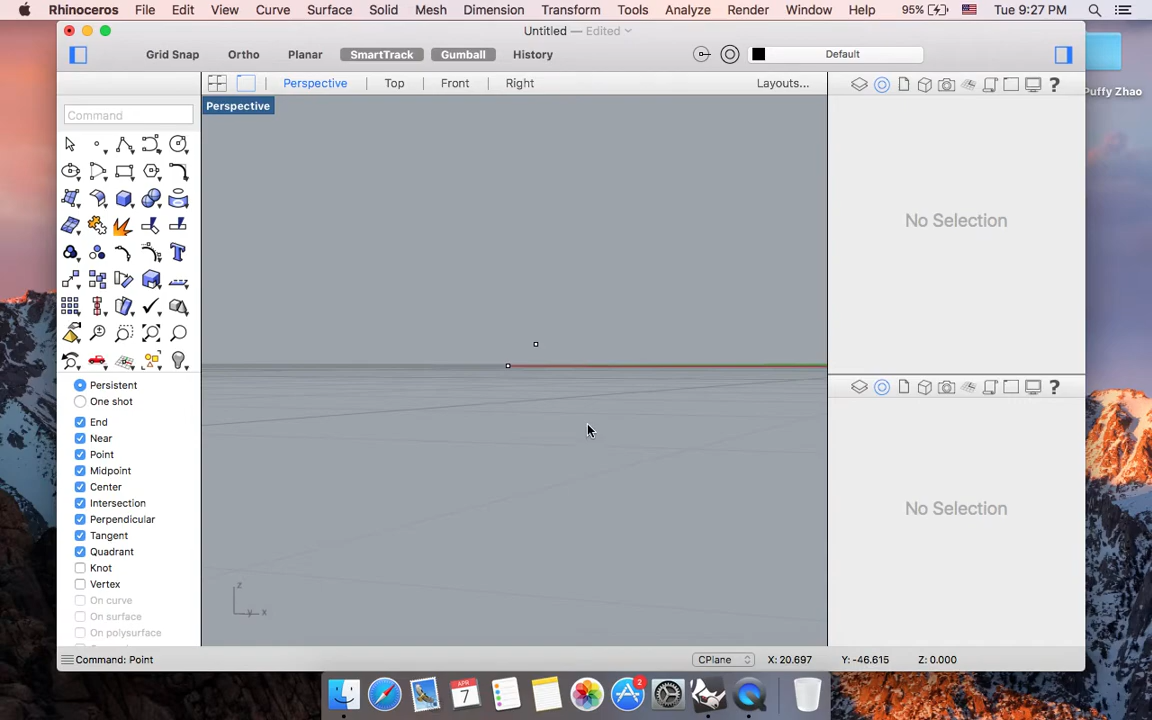 Rhinoceros File Edit View Curve Surface Solid Mesh Dimension Transform Tools Analyze Render Window Help 95% Tue 9:27 PM
Untitled — Edited
Grid Snap Ortho Planar SmartTrack Gumball History Default
Perspective Top Front Right Layouts...
Puffy Zhao
Perspective
Command
No Selection
Persistent
One shot
End
Near
Point
Midpoint
Center
Intersection
Perpendicular
Tangent
Quadrant
Knot
Vertex
On curve
On surface
On polysurface
No Selection
z
y x
Command: Point CPlane X: 20.697 Y: -46.615 Z: 0.000
APR
7
2